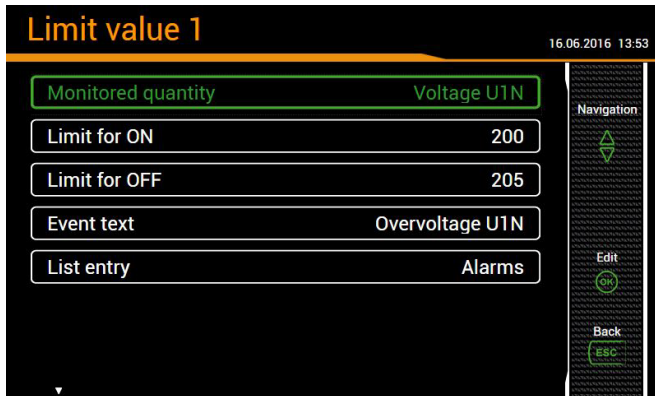 Limit value 1
16.06.2016 13:53
Monitored quantity Voltage U1N
Limit for ON 200
Limit for OFF 205
Event text Overvoltage U1N
List entry Alarms
Navigation
Edit
OK
Back
ESC